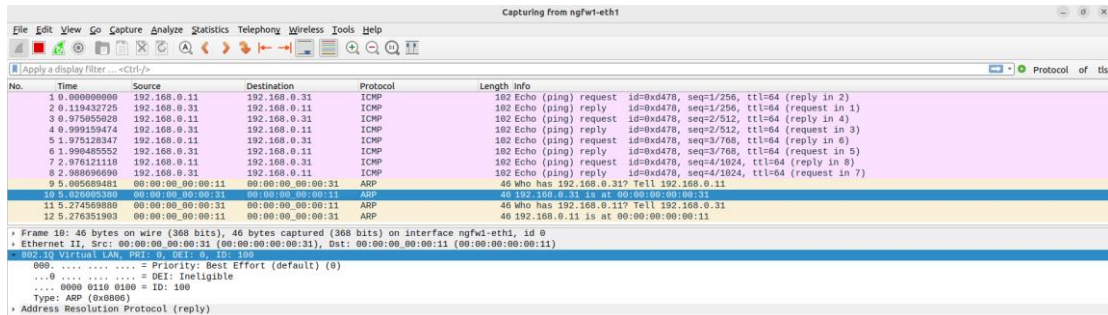 Capturing from ngfw1-eth1
File Edit View Go Capture Analyze Statistics Telephony Wireless Tools Help
Apply a display filter ... <Ctrl-/> Protocol of tls
No. Time Source Destination Protocol Length Info
1 0.000000000 192.168.0.11 192.168.0.31 ICMP 102 Echo (ping) request id=0xd478, seq=1/256, ttl=64 (reply in 2)
2 0.119432725 192.168.0.31 192.168.0.11 ICMP 102 Echo (ping) reply id=0xd478, seq=1/256, ttl=64 (request in 1)
3 0.975055028 192.168.0.11 192.168.0.31 ICMP 102 Echo (ping) request id=0xd478, seq=2/512, ttl=64 (reply in 4)
4 0.999159474 192.168.0.31 192.168.0.11 ICMP 102 Echo (ping) reply id=0xd478, seq=2/512, ttl=64 (request in 3)
5 1.975128347 192.168.0.11 192.168.0.31 ICMP 102 Echo (ping) request id=0xd478, seq=3/768, ttl=64 (reply in 6)
6 1.990485552 192.168.0.31 192.168.0.11 ICMP 102 Echo (ping) reply id=0xd478, seq=3/768, ttl=64 (request in 5)
7 2.976121118 192.168.0.11 192.168.0.31 ICMP 102 Echo (ping) request id=0xd478, seq=4/1024, ttl=64 (reply in 8)
8 2.988696690 192.168.0.31 192.168.0.11 ICMP 102 Echo (ping) reply id=0xd478, seq=4/1024, ttl=64 (request in 7)
9 5.005689481 00:00:00_00:00:11 00:00:00_00:00:31 ARP 46 Who has 192.168.0.31? Tell 192.168.0.11
10 5.026005380 00:00:00_00:00:31 00:00:00_00:00:11 ARP 46 192.168.0.31 is at 00:00:00:00:00:31
11 5.274569880 00:00:00_00:00:31 00:00:00_00:00:11 ARP 46 Who has 192.168.0.11? Tell 192.168.0.31
12 5.276351903 00:00:00_00:00:11 00:00:00_00:00:31 ARP 46 192.168.0.11 is at 00:00:00:00:00:11
Frame 10: 46 bytes on wire (368 bits), 46 bytes captured (368 bits) on interface ngfw1-eth1, id 0
Ethernet II, Src: 00:00:00_00:00:31 (00:00:00:00:00:31), Dst: 00:00:00_00:00:11 (00:00:00:00:00:11)
802.1Q Virtual LAN, PRI: 0, DEI: 0, ID: 100
000. .... .... .... = Priority: Best Effort (default) (0)
...0 .... .... .... = DEI: Ineligible
.... 0000 0110 0100 = ID: 100
Type: ARP (0x0806)
Address Resolution Protocol (reply)